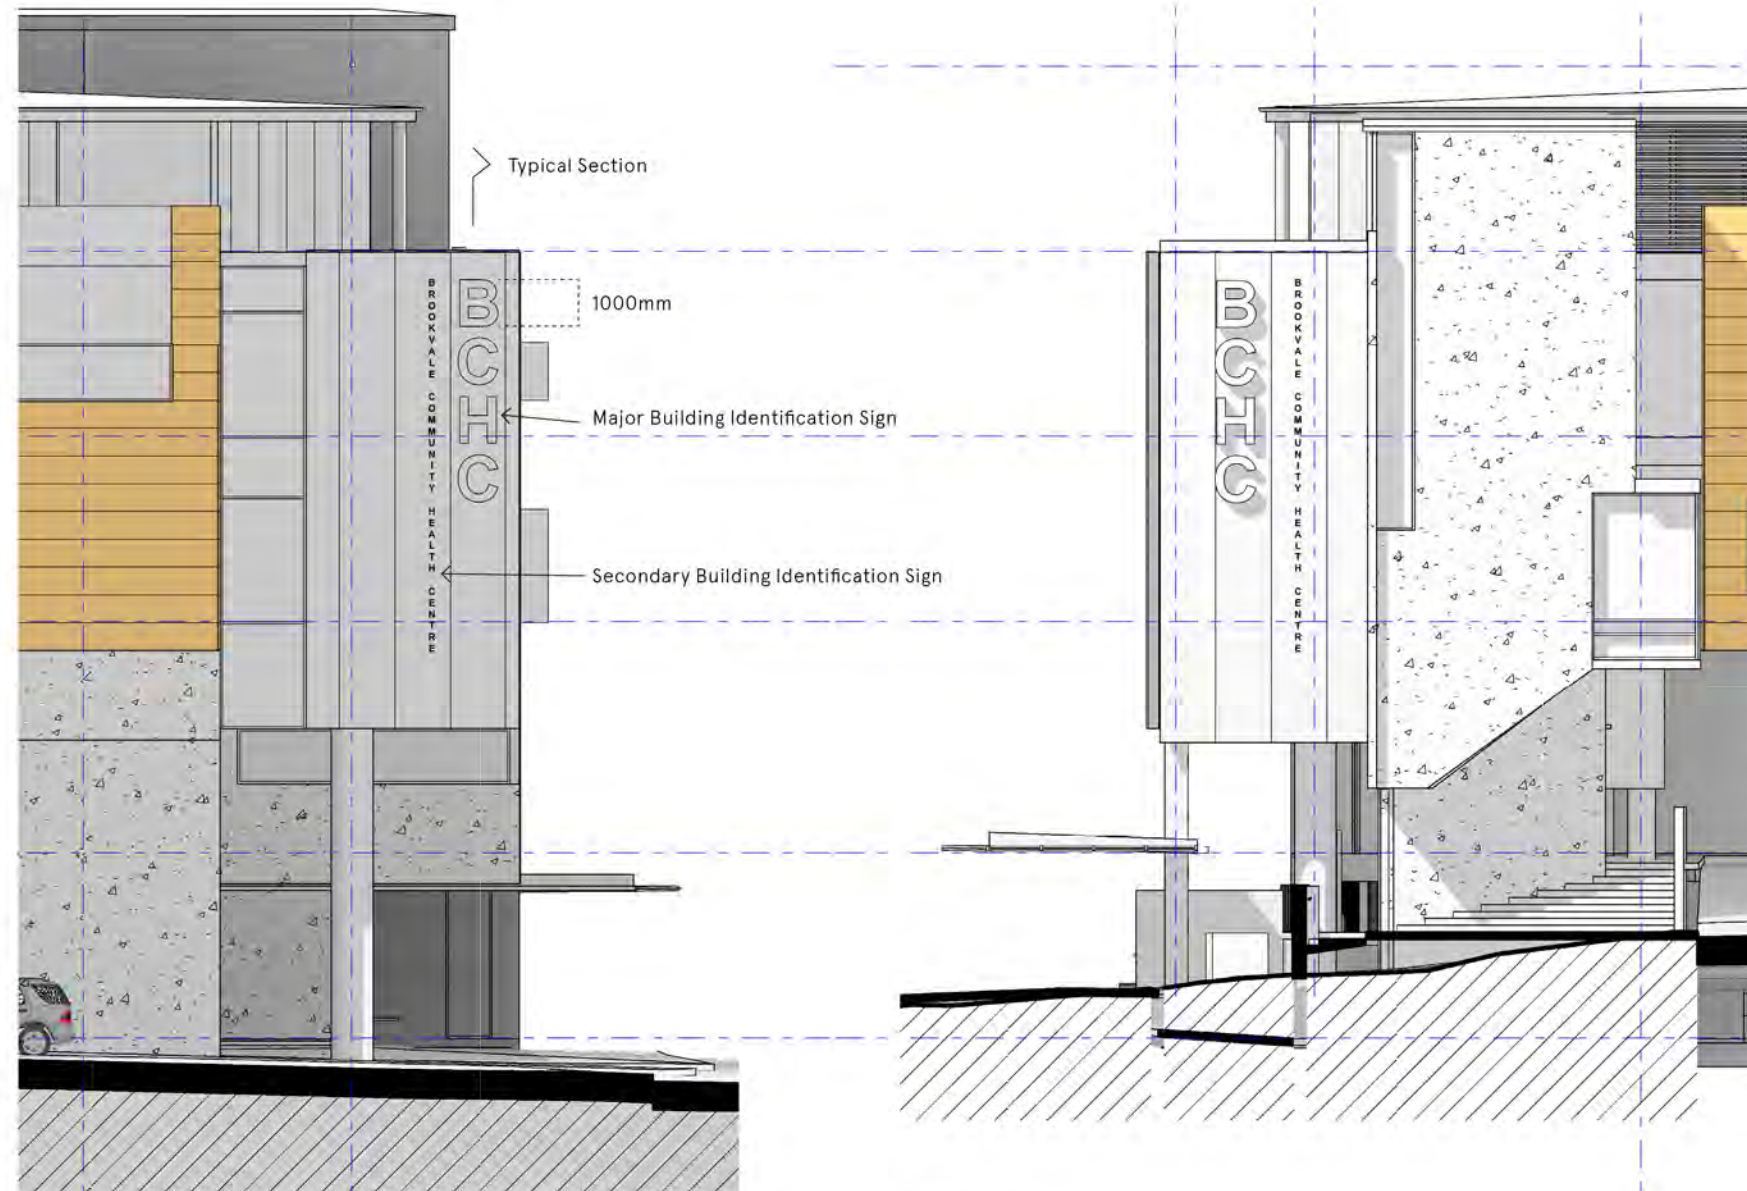 Typical Section
BROOKVALE COMMUNITY HEALTH CENTRE
BCHC
1000mm
Major Building Identification Sign
Secondary Building Identification Sign
BCHC
BROOKVALE COMMUNITY HEALTH CENTRE